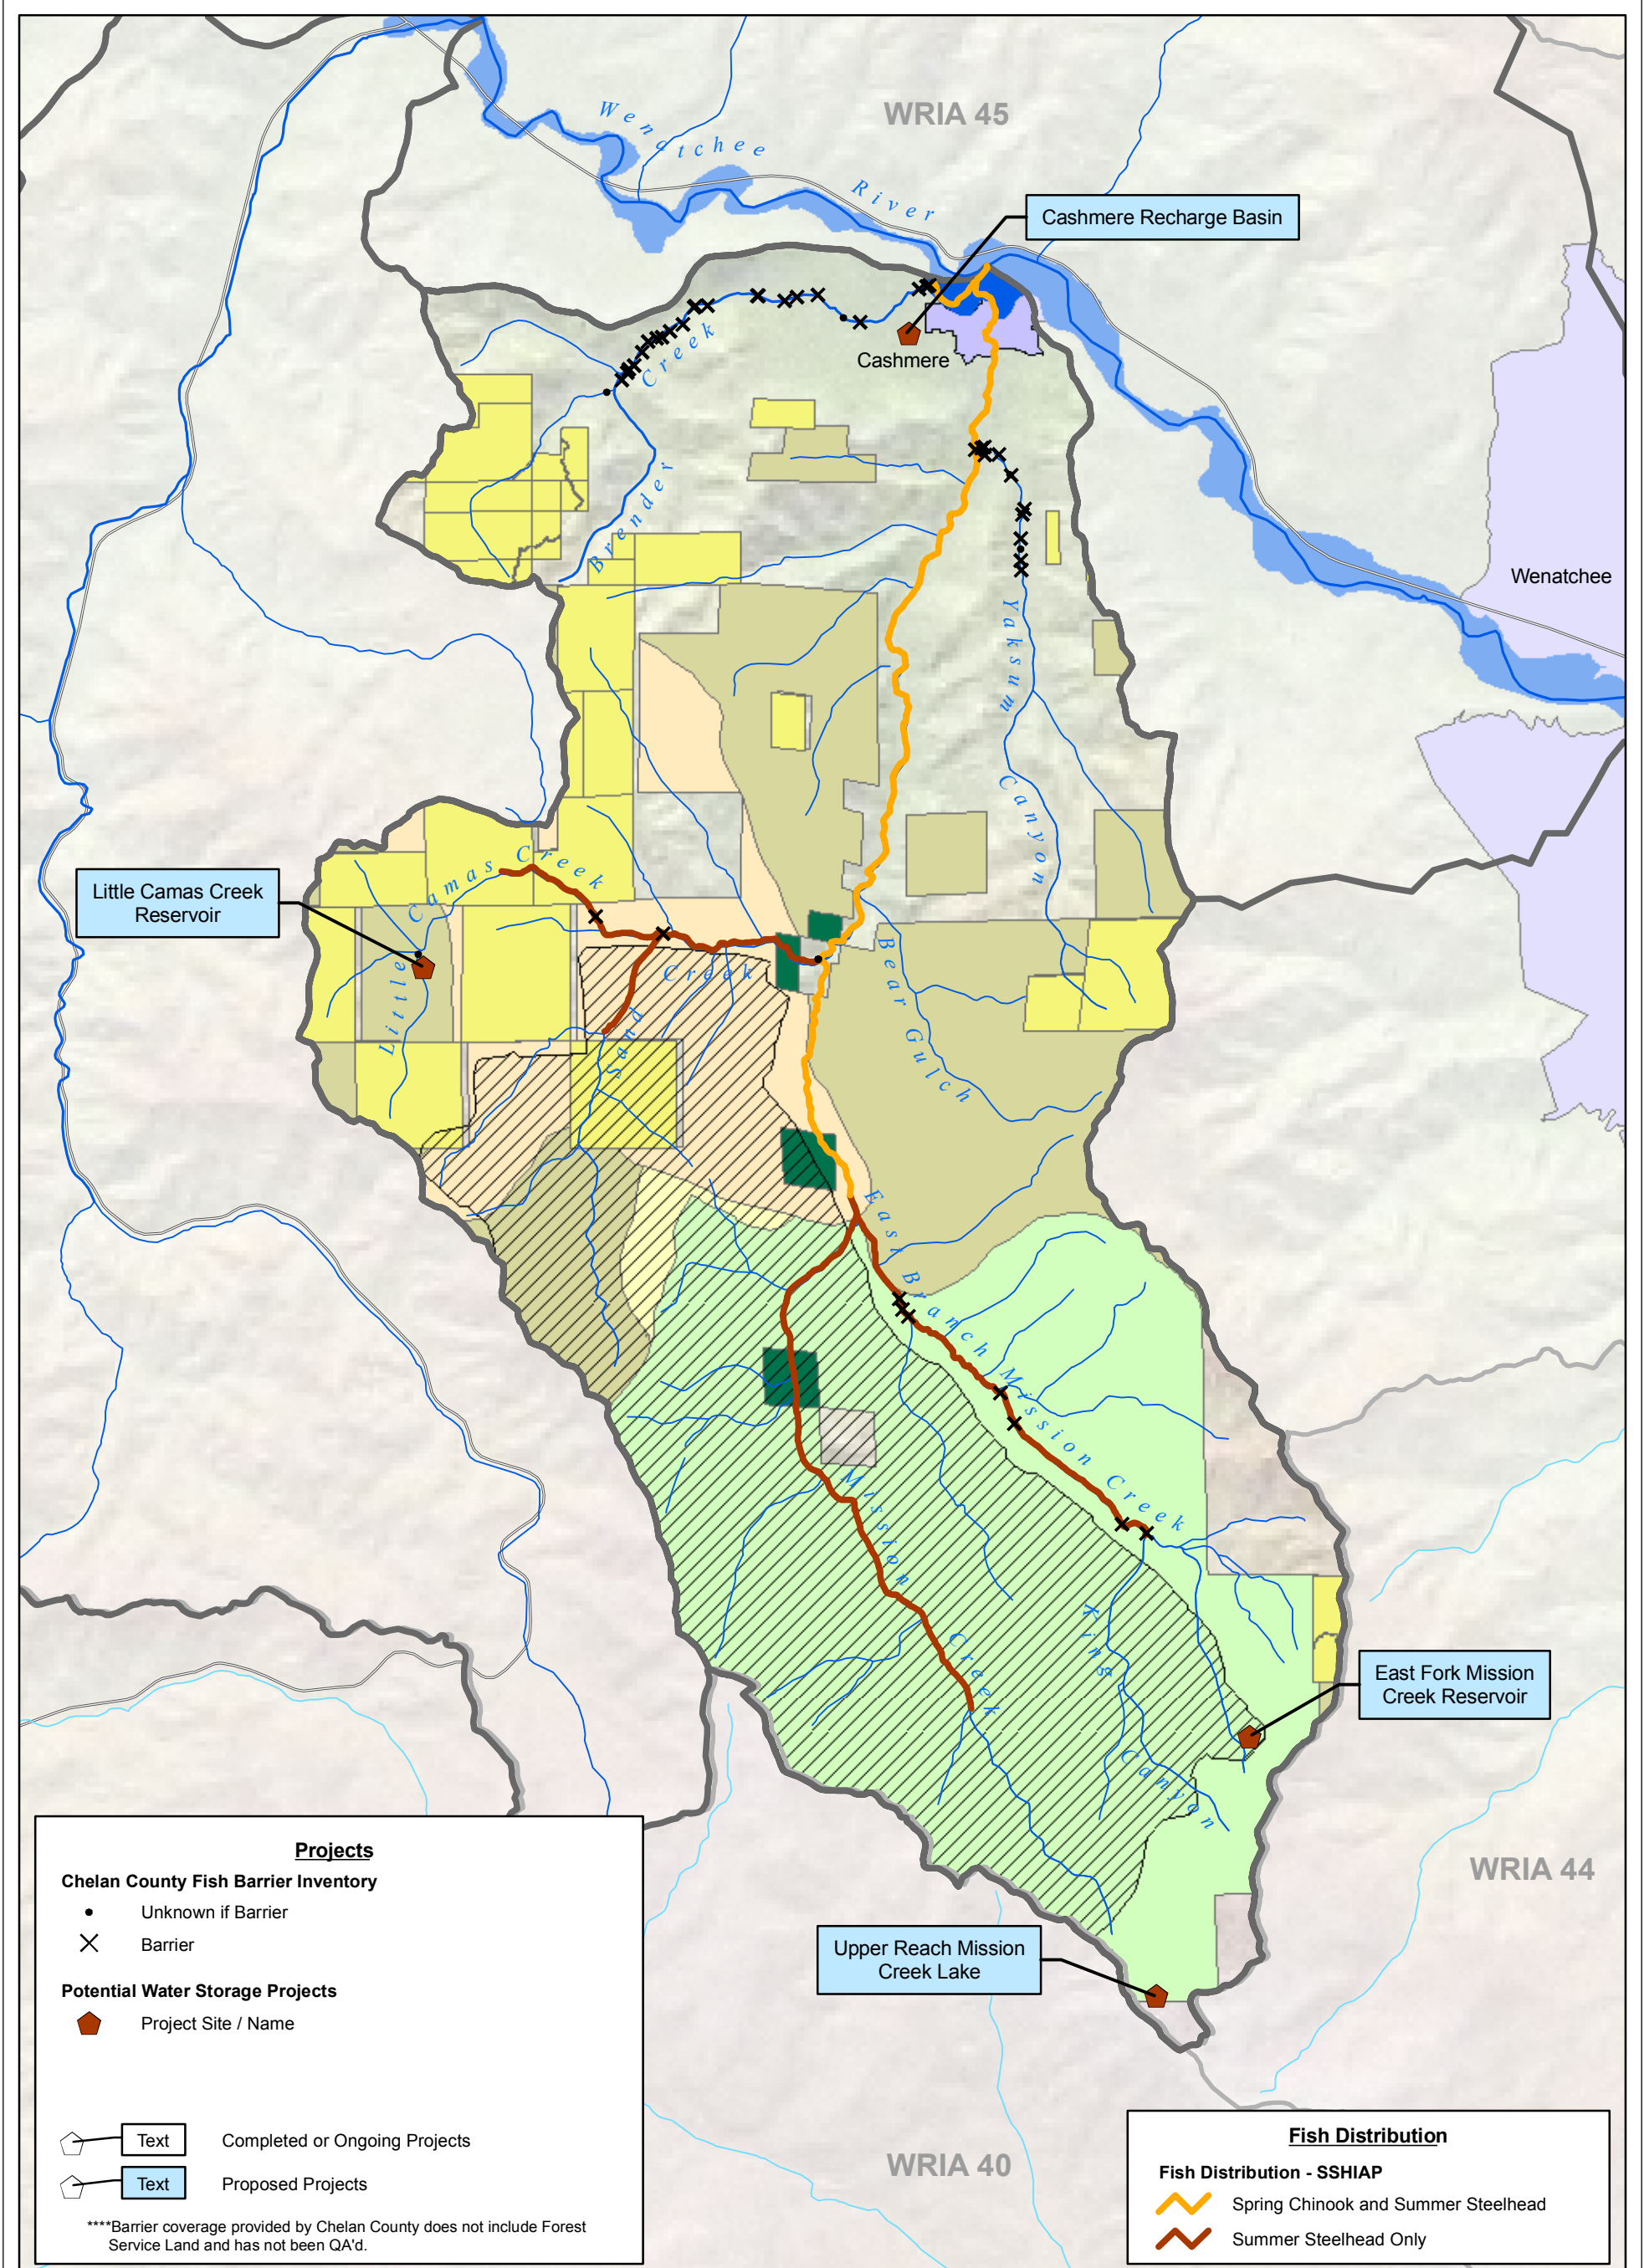 WRIA 45
Wenatchee
River
Cashmere Recharge Basin
Cashmere
Creek
Brender
Wenatchee
Yaksum
Canyon
Camas Creek
Little Camas Creek
Reservoir
Little
Creek
Sand
Bear Gulch
East Branch Mission Creek
Mission
Creek
King
Canyon
East Fork Mission
Creek Reservoir
WRIA 44
Upper Reach Mission
Creek Lake
WRIA 40
Projects
Chelan County Fish Barrier Inventory
Unknown if Barrier
Barrier
Potential Water Storage Projects
Project Site / Name
Text Completed or Ongoing Projects
Text Proposed Projects
****Barrier coverage provided by Chelan County does not include Forest
Service Land and has not been QA'd.
Fish Distribution
Fish Distribution - SSHIAP
Spring Chinook and Summer Steelhead
Summer Steelhead Only